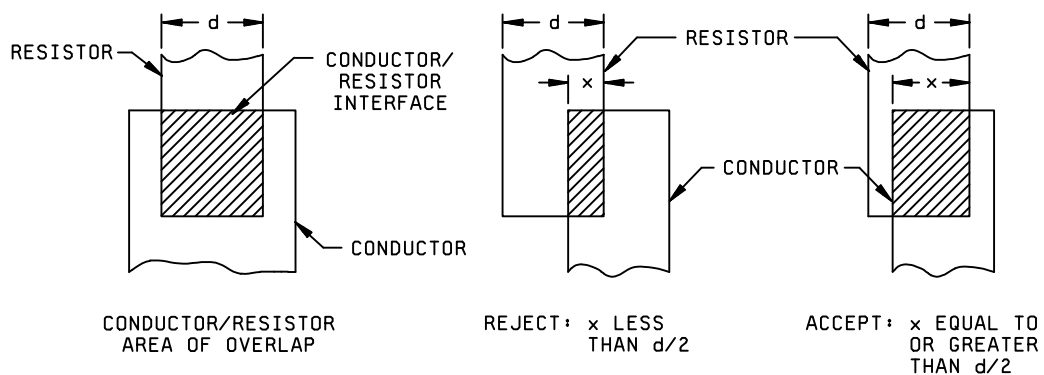 d
RESISTOR
CONDUCTOR/
RESISTOR
INTERFACE
CONDUCTOR
CONDUCTOR/RESISTOR
AREA OF OVERLAP
d
RESISTOR
x
CONDUCTOR
REJECT: x LESS
THAN d/2
d
x
ACCEPT: x EQUAL TO
OR GREATER
THAN d/2